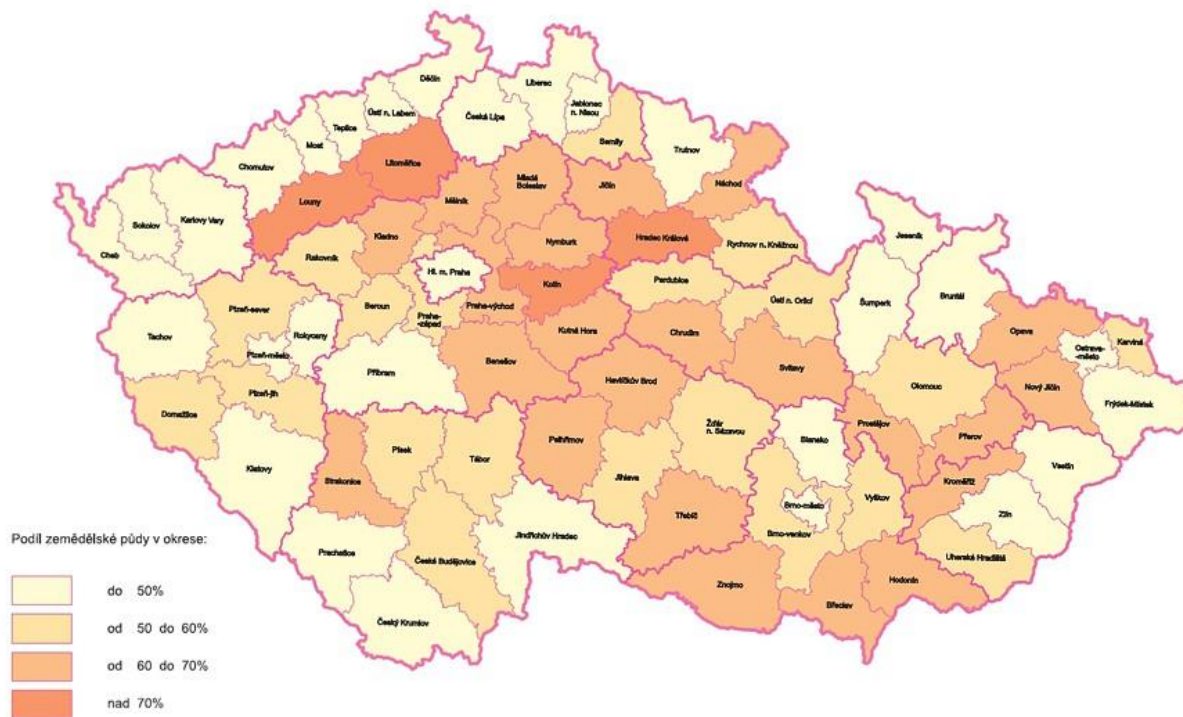 Děčín
Liberec
Jablonec
n. Nisou
Ústí n. Labem
Česká Lípa
Teplice
Most
Semily
Trutnov
Chomutov
Litoměřice
Mladá
Boleslav
Jičín
Náchod
Louny
Mělník
Sokolov
Karlovy Vary
Kladno
Nymburk
Hradec Králové
Rychnov n. Kněžnou
Jeseník
Cheb
Rakovník
Hl. m. Praha
Kolín
Pardubice
Ústí n. Orlicí
Šumperk
Bruntál
Plzeň-sever
Beroun
Praha-
západ
Praha-východ
Tachov
Rokycany
Kutná Hora
Chrudim
Opava
Ostrava-
město
Karviná
Plzeň-město
Příbram
Benešov
Svitavy
Havlíčkův Brod
Olomouc
Nový Jičín
Frýdek-Místek
Domažlice
Plzeň-jih
Žďár
n. Sázavou
Prostějov
Přerov
Blansko
Klatovy
Písek
Tábor
Pelhřimov
Vsetín
Strakonice
Jihlava
Kroměříž
Vyškov
Brno-město
Zlín
Třebíč
Brno-venkov
Jindřichův Hradec
Prachatice
České Budějovice
Uherské Hradiště
Znojmo
Hodonín
Břeclav
Český Krumlov
Podíl zemědělské půdy v okrese:
do 50%
od 50 do 60%
od 60 do 70%
nad 70%